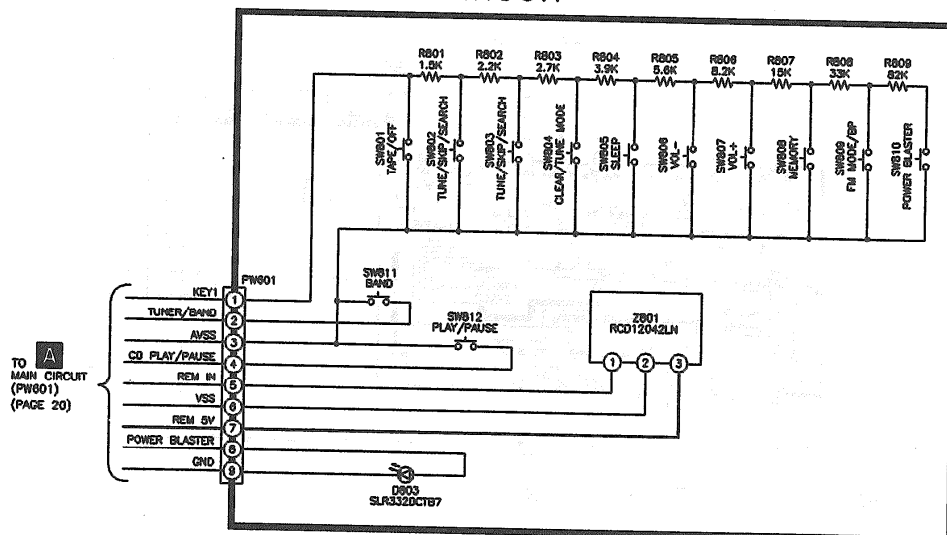 R801 R802 R803 R804 R805 R806 R807 R808 R809
1.5K 2.2K 2.7K 3.9K 5.6K 8.2K 15K 33K 82K
SW801
TAPE/OFF
SW802
TUNE/SKIP/SEARCH
SW803
TUNE/SKIP/SEARCH
SW804
CLEAR/TUNE MODE
SW805
SLEEP
SW806
VOL-
SW807
VOL+
SW808
MEMORY
SW809
FM MODE/BP
SW810
POWER BLASTER
PW601
SW811
BAND
SW812
PLAY/PAUSE
Z801
RCD12042LN
1 2 3
KEY1 1
TUNER/BAND 2
AVSS 3
CD PLAY/PAUSE 4
REM IN 5
VSS 6
REM 5V 7
POWER BLASTER 8
GND 9
TO A
MAIN CIRCUIT
(PW601)
(PAGE 20)
D803
SLR332DCTB7